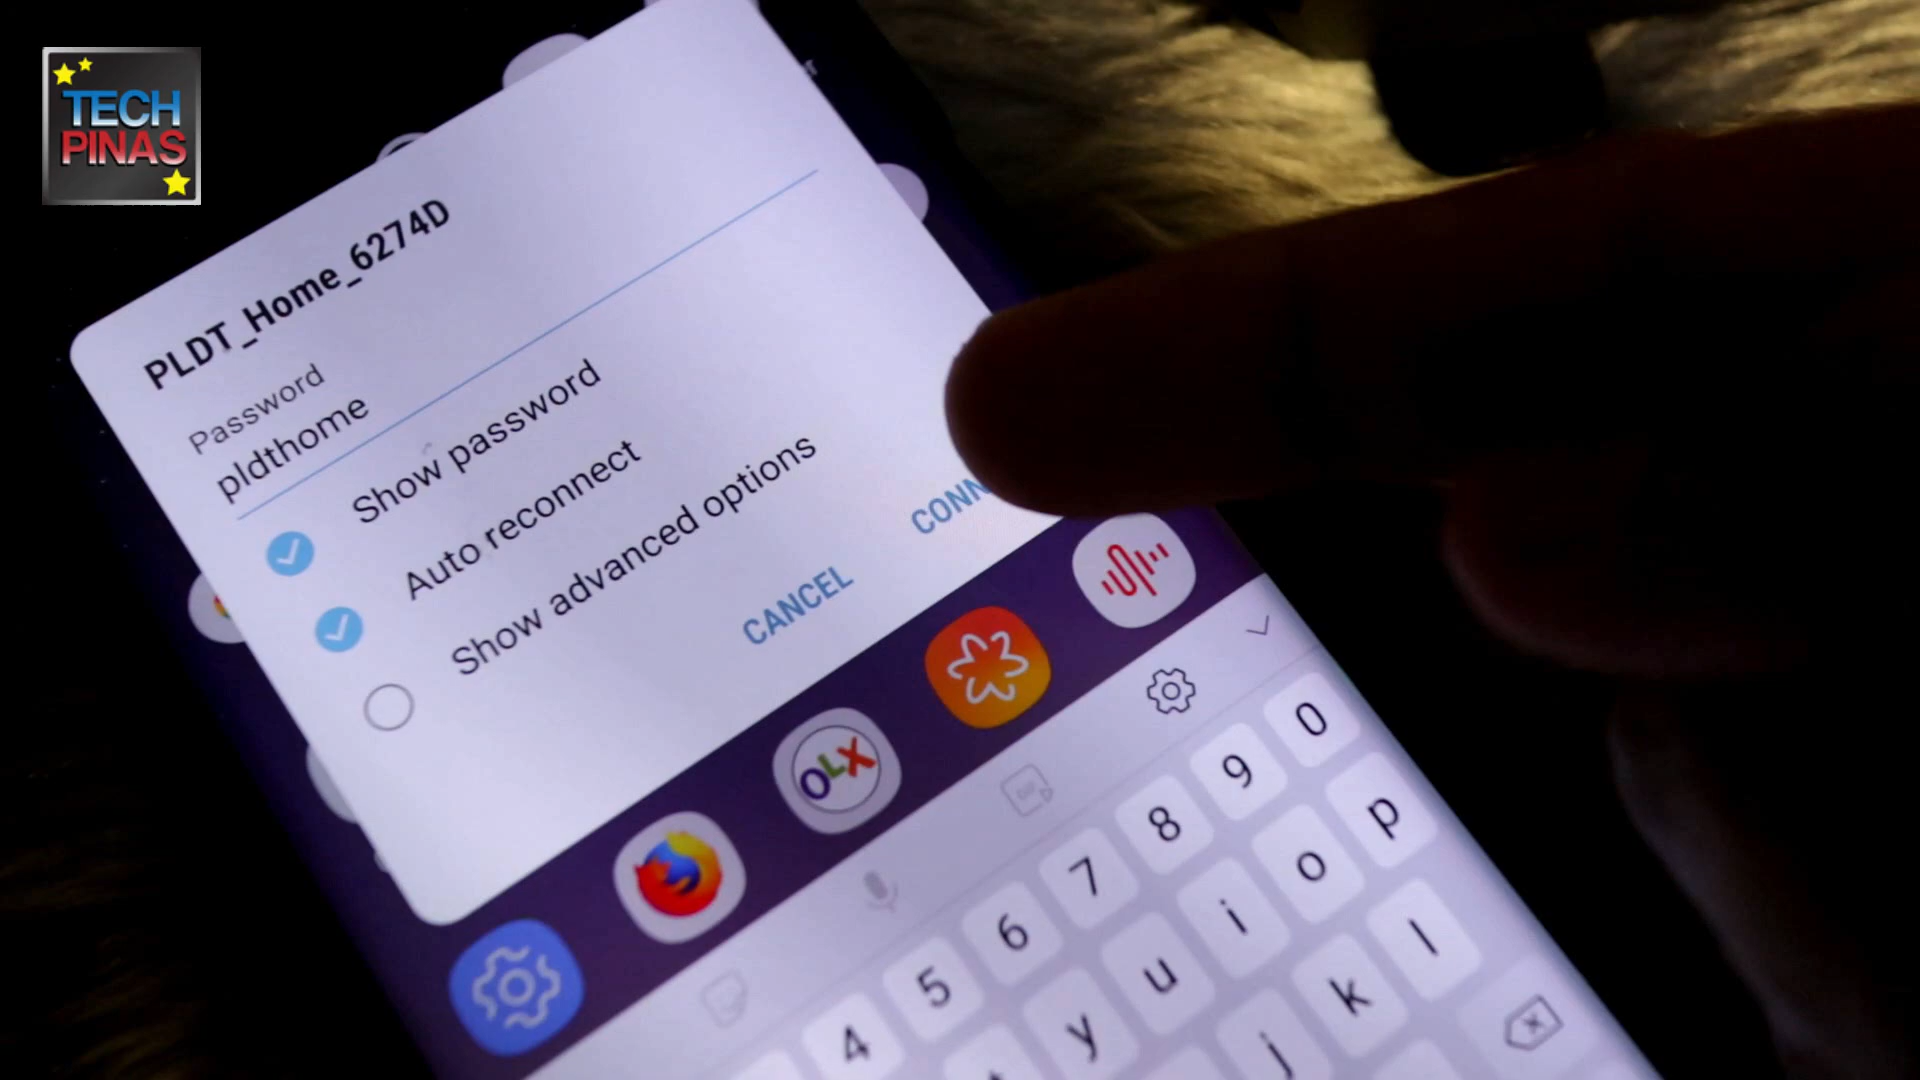 TECH
PINAS
PLDT_Home_6274D
Password
pldthome
Show password
Auto reconnect
Show advanced options
CANCEL
CONN
OLX
4 5 6 7 8 9 0
y u i o p
j k l